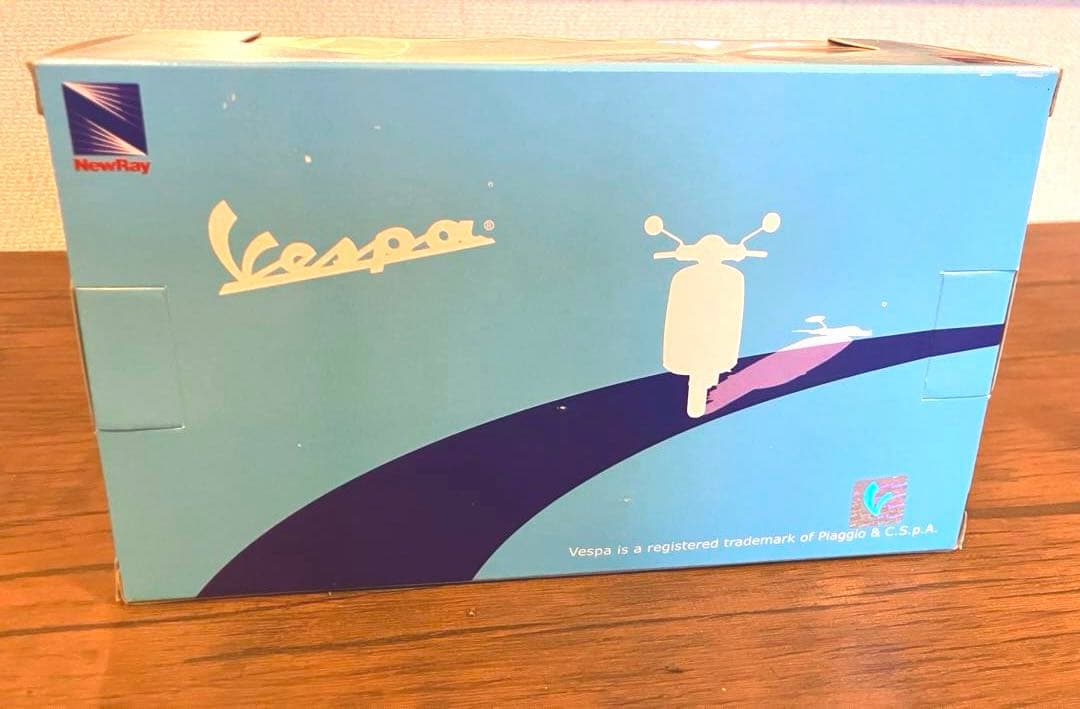 NewRay
Vespa®
Vespa is a registered trademark of Piaggio & C.S.p.A.